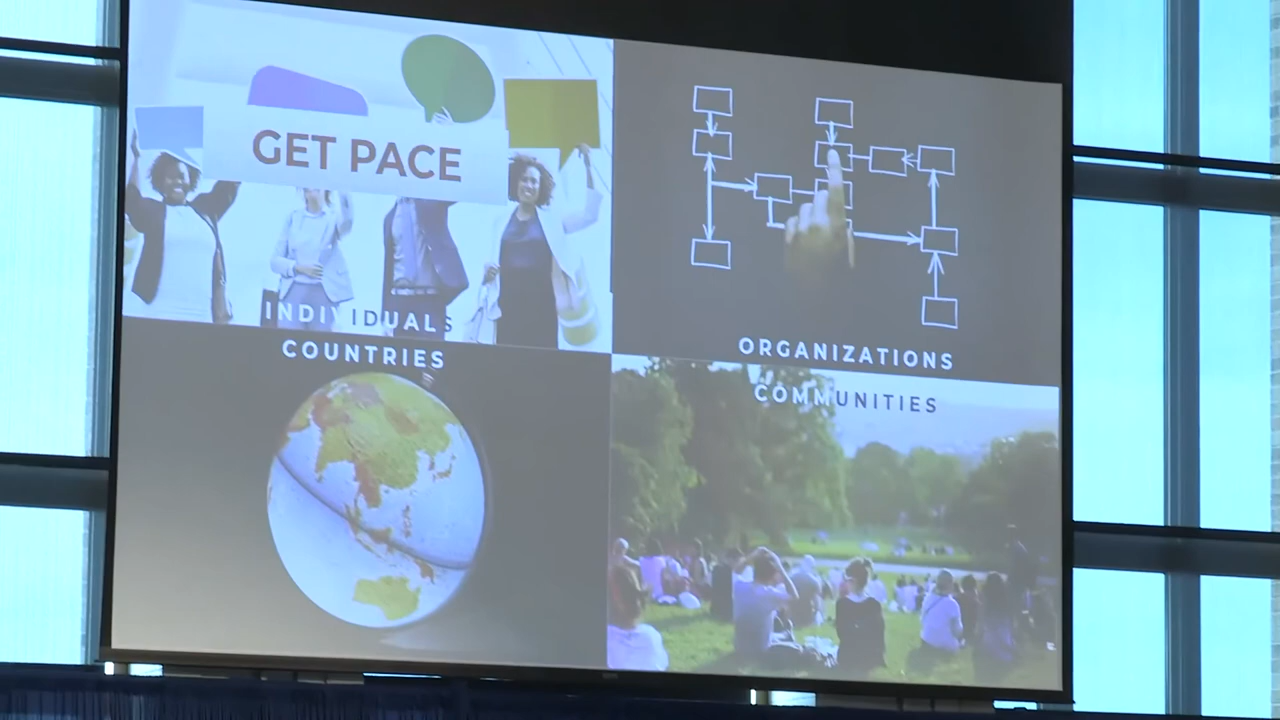 GET PACE
INDIVIDUALS
ORGANIZATIONS
COUNTRIES
COMMUNITIES